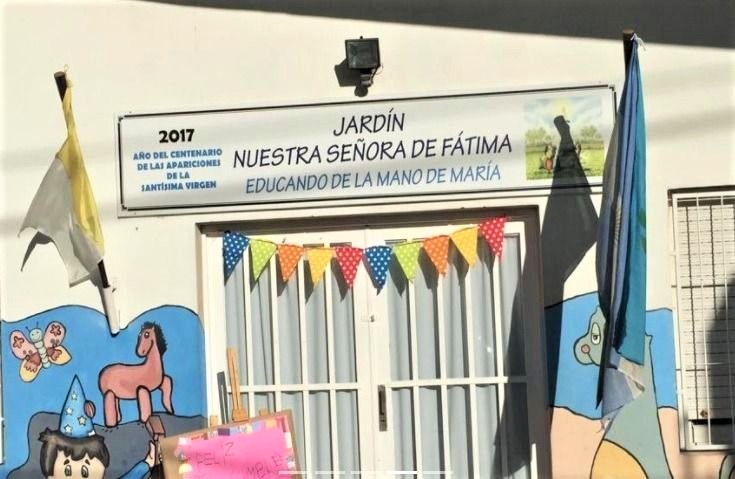 2017
AÑO DEL CENTENARIO
DE LAS APARICIONES
DE LA
SANTÍSIMA VIRGEN
JARDÍN
NUESTRA SEÑORA DE FÁTIMA
EDUCANDO DE LA MANO DE MARÍA
FELIZ